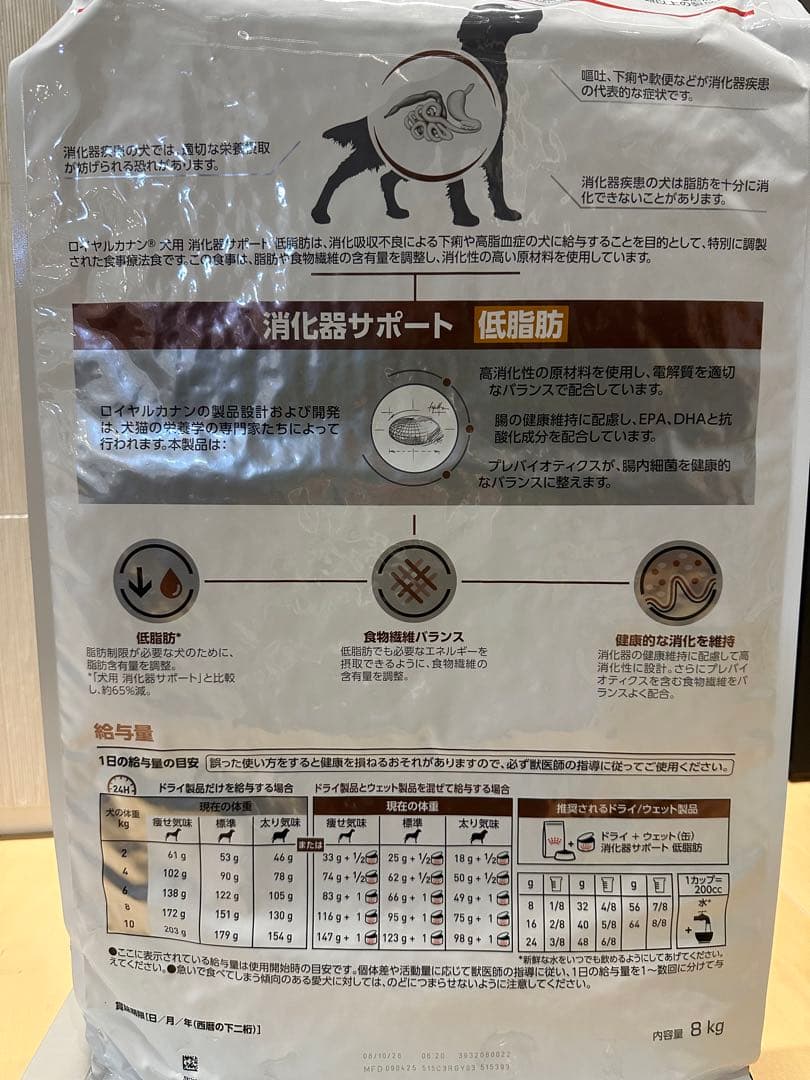 嘔吐、下痢や軟便などが消化器疾患
の代表的な症状です。
消化器疾患の犬では、適切な栄養摂取
が妨げられる恐れがあります。
消化器疾患の犬は脂肪を十分に消
化できないことがあります。
ロイヤルカナン® 犬用 消化器サポート 低脂肪は、消化吸収不良による下痢や高脂血症の犬に給与することを目的として、特別に調製
された食事療法食です。この食事は、脂肪や食物繊維の含有量を調整し、消化性の高い原材料を使用しています。
消化器サポート 低脂肪
ロイヤルカナンの製品設計および開発
は、犬猫の栄養学の専門家たちによって
行われます。本製品は：
高消化性の原材料を使用し、電解質を適切
なバランスで配合しています。
腸の健康維持に配慮し、EPA、DHAと抗
酸化成分を配合しています。
プレバイオティクスが、腸内細菌を健康的
なバランスに整えます。
低脂肪*
脂肪制限が必要な犬のために、
脂肪含有量を調整。
*「犬用 消化器サポート」と比較
し、約65%減。
食物繊維バランス
低脂肪でも必要なエネルギーを
摂取できるように、食物繊維の
含有量を調整。
健康的な消化を維持
消化器の健康維持に配慮して高
消化性に設計。さらにプレバイ
オティクスを含む食物繊維をバ
ランスよく配合。
給与量
1日の給与量の目安 誤った使い方をすると健康を損ねるおそれがありますので、必ず獣医師の指導に従ってご使用ください。
24H ドライ製品だけを給与する場合 ドライ製品とウェット製品を混ぜて給与する場合
犬の体重 kg 現在の体重 現在の体重
痩せ気味 標準 太り気味 痩せ気味 標準 太り気味
または
2 61 g 53 g 46 g 33 g + 1/2 25 g + 1/2 18 g + 1/2
4 102 g 90 g 78 g 74 g + 1/2 62 g + 1/2 50 g + 1/2
6 138 g 122 g 105 g 83 g + 1 66 g + 1 49 g + 1
8 172 g 151 g 130 g 116 g + 1 95 g + 1 75 g + 1
10 203 g 179 g 154 g 147 g + 1 123 g + 1 98 g + 1
推奨されるドライ/ウェット製品
ドライ + ウェット(缶)
消化器サポート 低脂肪
g g g
8 1/8 32 4/8 56 7/8
16 2/8 40 5/8 64 8/8
24 3/8 48 6/8
1カップ=
200cc
水*
+
*新鮮な水をいつでも飲めるようにしてあげてください。
●ここに表示されている給与量は使用開始時の目安です。個体差や活動量に応じて獣医師の指導に従い、1日の給与量を1～数回に分けて与
えてください。●急いで食べてしまう傾向のある愛犬に対しては、のどにつまらせないように注意してください。
賞味期限[日/月/年(西暦の下二桁)]
内容量 8 kg
08/10/26 06:20 3932080022
MFD 090425 515C3RGY03 515393